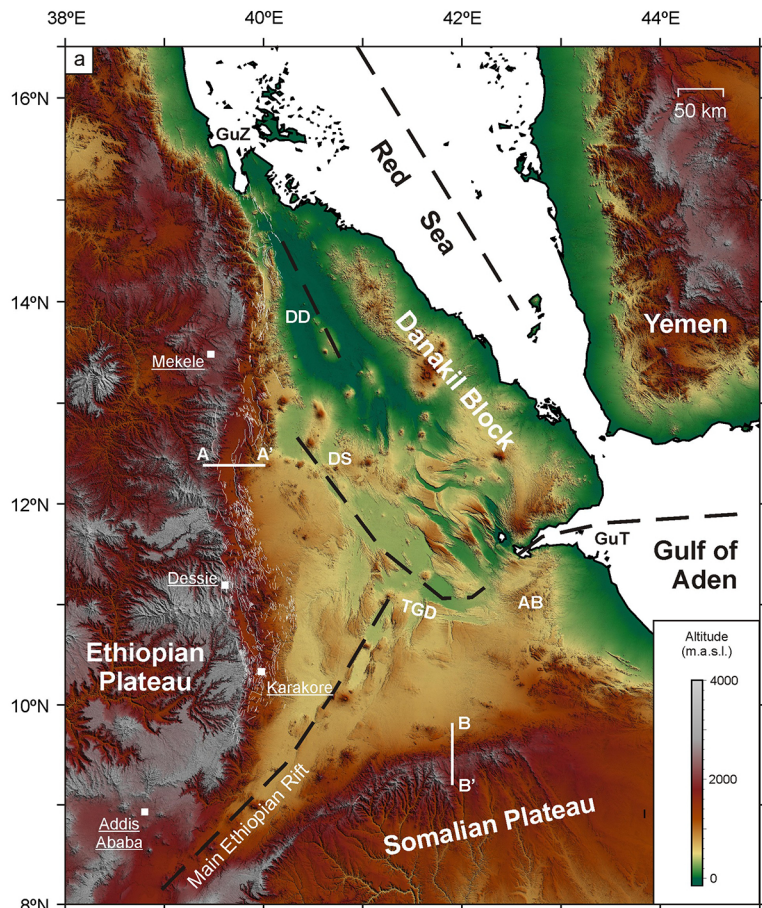 38ºE
40ºE
42ºE
44ºE
a
16ºN
14ºN
12ºN
10ºN
8ºN
GuZ
50 km
Red Sea
Yemen
DD
Danakil Block
Mekele
A
A'
DS
GuT
Gulf of
Aden
Dessie
TGD
AB
Ethiopian
Plateau
Karakore
B
B'
Main Ethiopian Rift
Somalian Plateau
Addis
Ababa
Altitude
(m.a.s.l.)
4000
2000
0